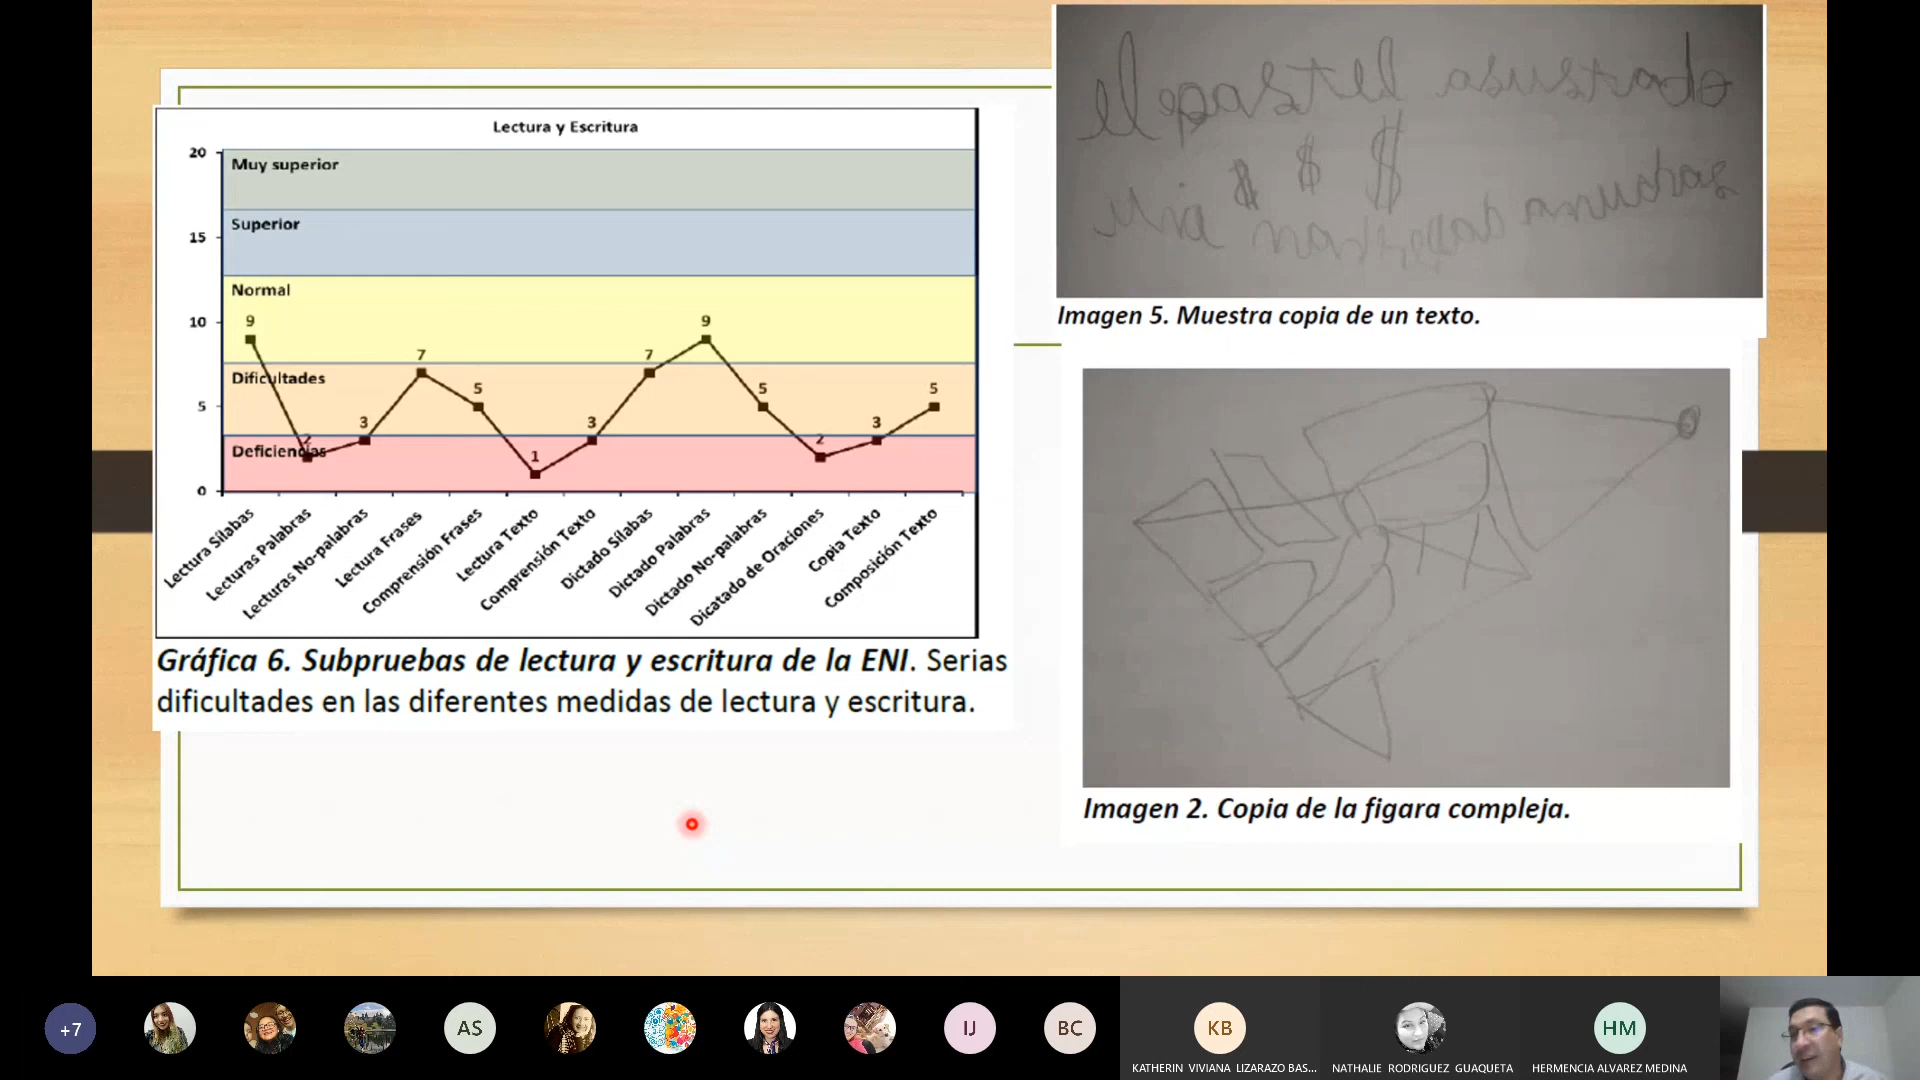 Lectura y Escritura
20
15
10
5
0
Muy superior
Superior
Normal
Dificultades
Deficiencias
9
2
3
7
5
1
3
7
9
5
2
3
5
Lectura Sílabas
Lecturas Palabras
Lecturas No-palabras
Lectura Frases
Comprensión Frases
Lectura Texto
Comprensión Texto
Dictado Sílabas
Dictado Palabras
Dictado No-palabras
Dicatado de Oraciones
Copia Texto
Composición Texto
Gráfica 6. Subpruebas de lectura y escritura de la ENI. Serias
dificultades en las diferentes medidas de lectura y escritura.
$ $ $
Imagen 5. Muestra copia de un texto.
Imagen 2. Copia de la figara compleja.
+7
AS
IJ
BC
KB
HM
KATHERIN VIVIANA LIZARAZO BAS...
NATHALIE RODRIGUEZ GUAQUETA
HERMENCIA ALVAREZ MEDINA